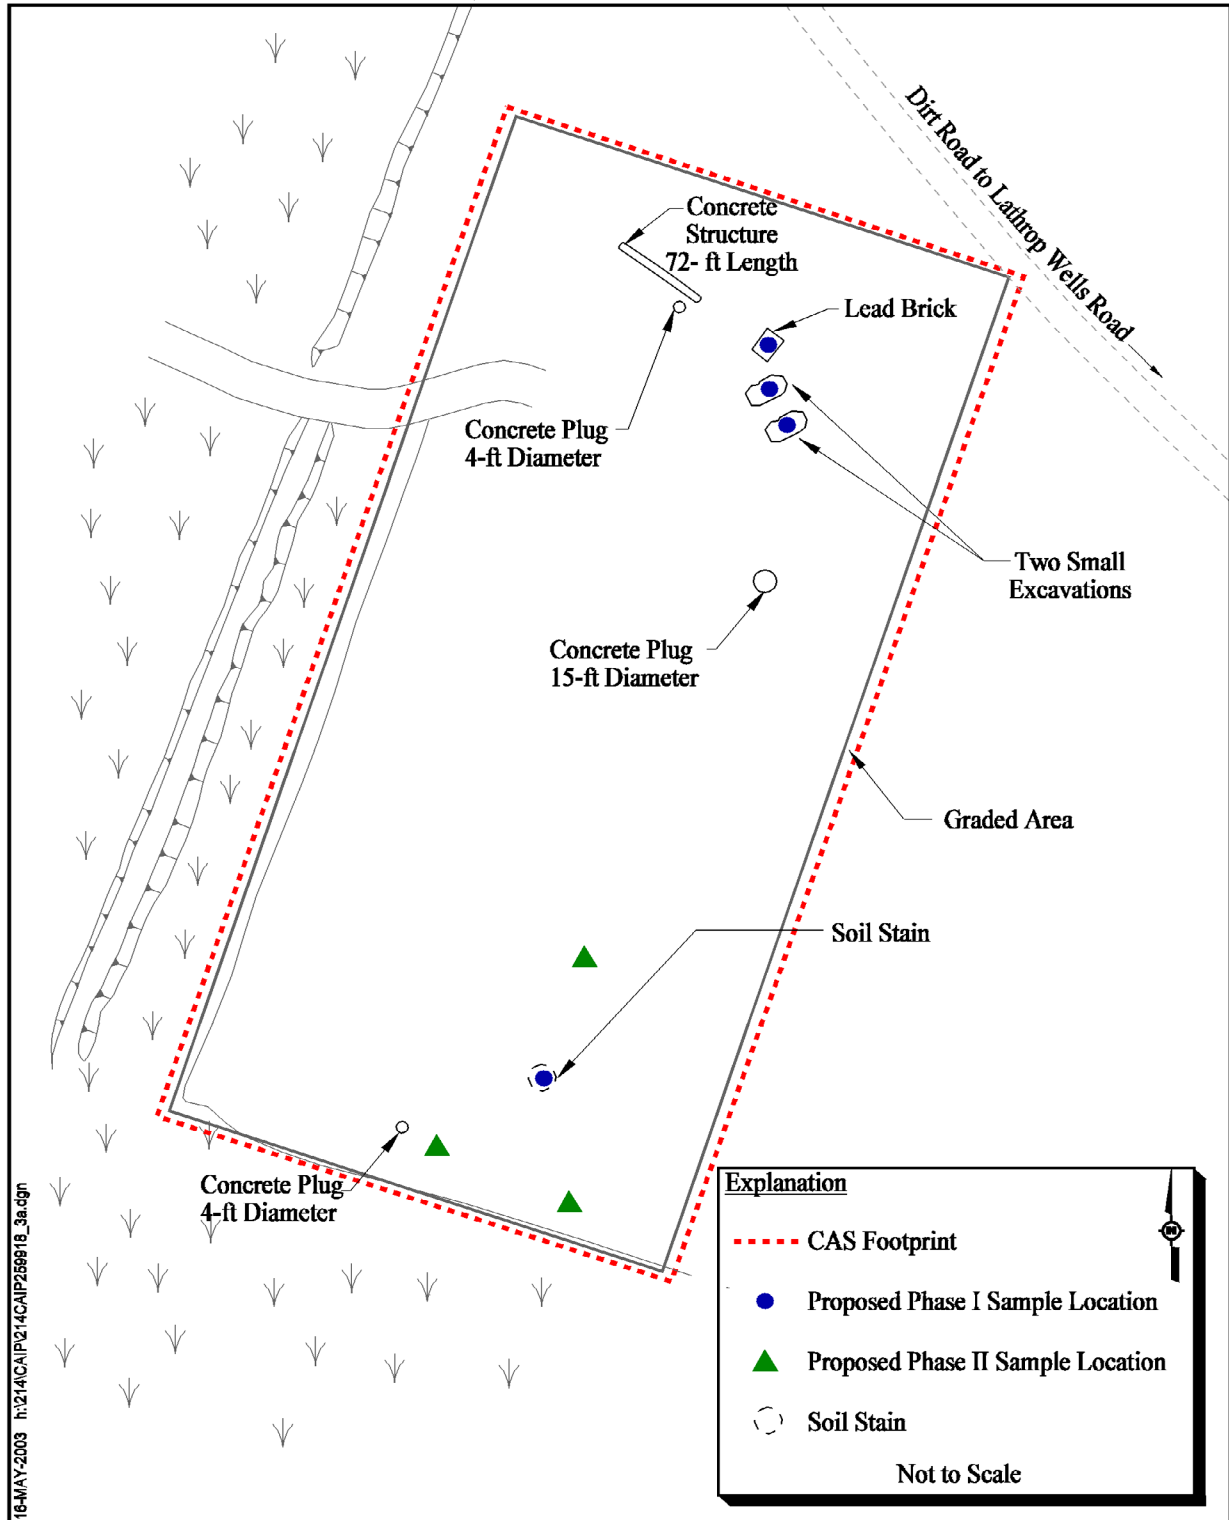 Dirt Road to Lathrop Wells Road
Concrete
Structure
72- ft Length
Lead Brick
Concrete Plug
4-ft Diameter
Two Small
Excavations
Concrete Plug
15-ft Diameter
Graded Area
Soil Stain
Concrete Plug
4-ft Diameter
Explanation
N
CAS Footprint
Proposed Phase I Sample Location
Proposed Phase II Sample Location
Soil Stain
Not to Scale
16-MAY-2003 h:\214\CAIP\214CAIP259918_3a.dgn